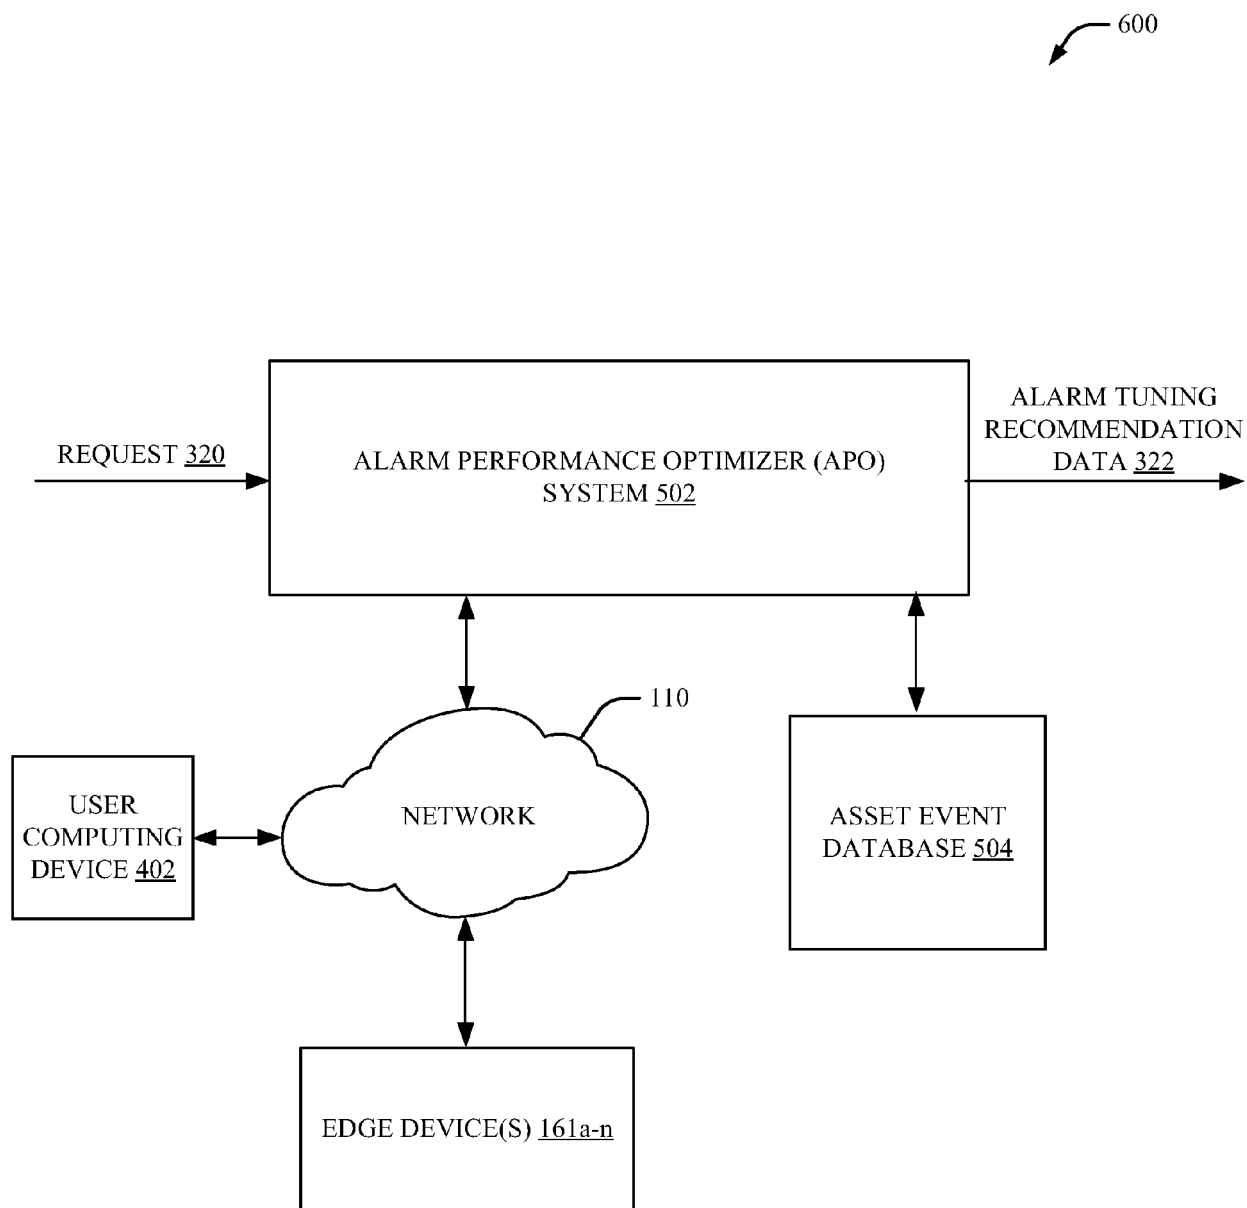 600
REQUEST 320
ALARM PERFORMANCE OPTIMIZER (APO)
SYSTEM 502
ALARM TUNING
RECOMMENDATION
DATA 322
110
USER
COMPUTING
DEVICE 402
NETWORK
ASSET EVENT
DATABASE 504
EDGE DEVICE(S) 161a-n